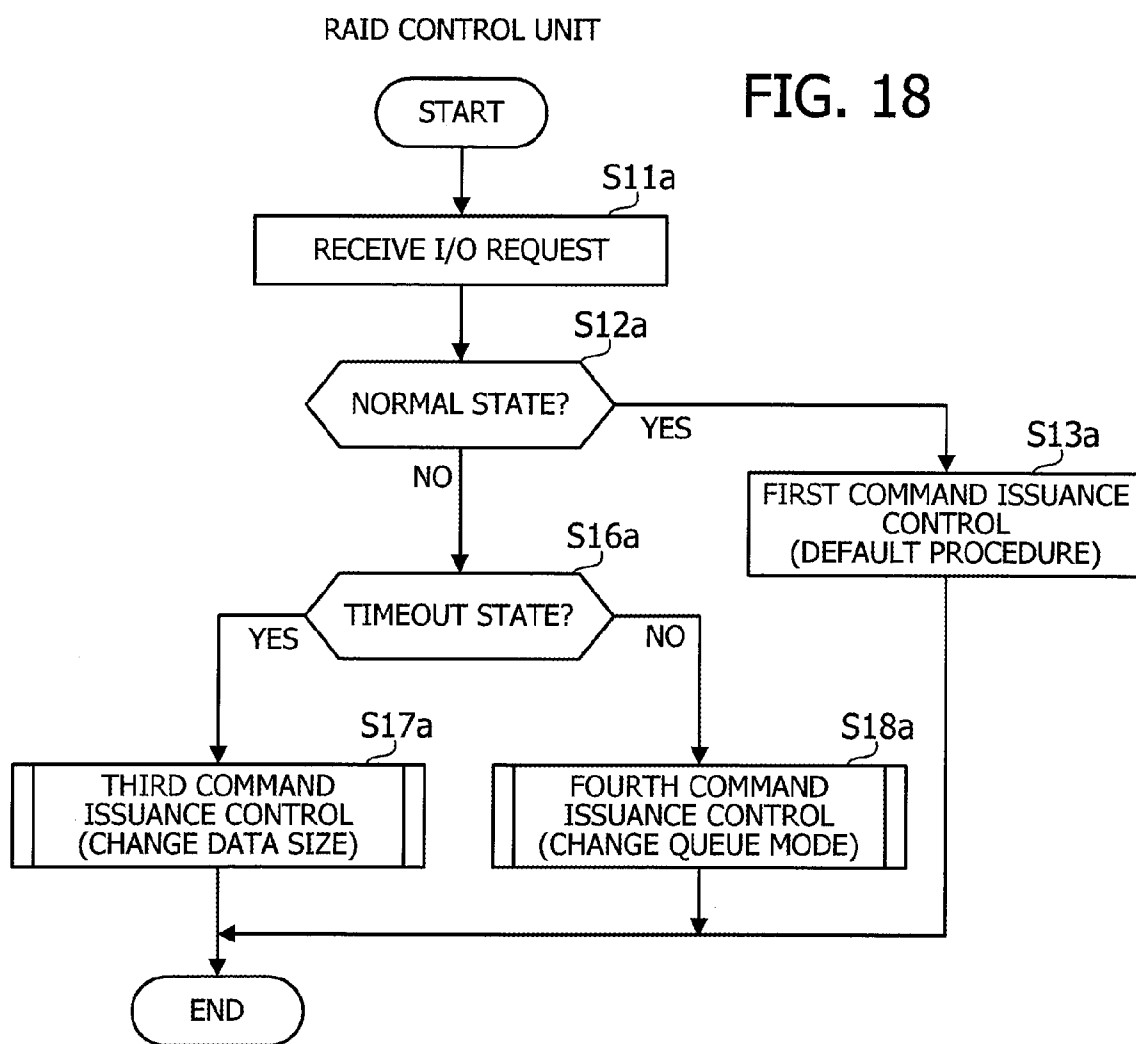 RAID CONTROL UNIT
FIG. 18
START
S11a
RECEIVE I/O REQUEST
S12a
NORMAL STATE?
YES
NO
S13a
FIRST COMMAND ISSUANCE
CONTROL
(DEFAULT PROCEDURE)
S16a
TIMEOUT STATE?
YES
NO
S17a
THIRD COMMAND
ISSUANCE CONTROL
(CHANGE DATA SIZE)
S18a
FOURTH COMMAND
ISSUANCE CONTROL
(CHANGE QUEUE MODE)
END